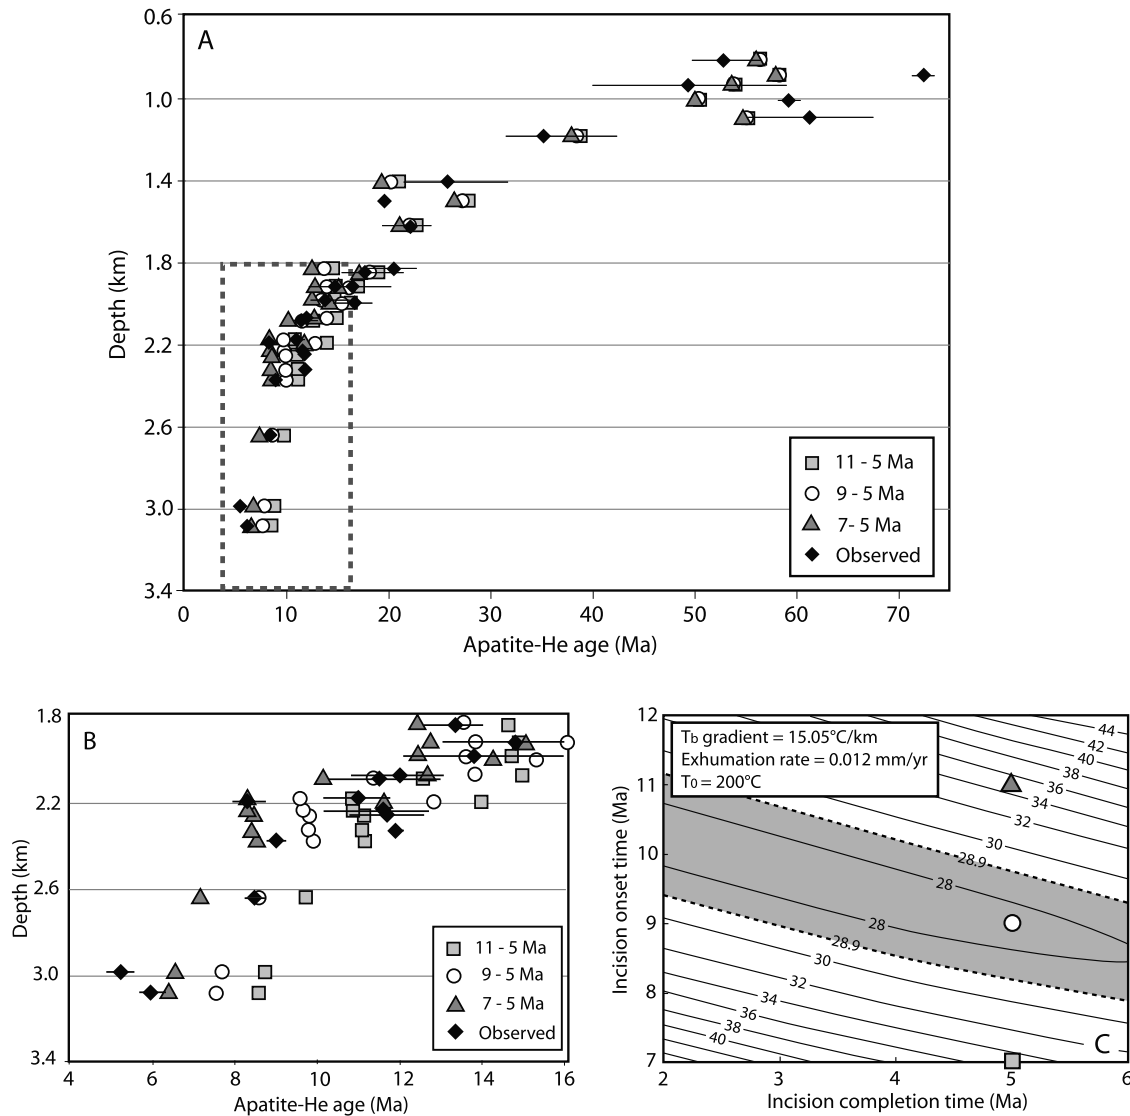 A
0.6
1.0
1.4
1.8
2.2
2.6
3.0
3.4
Depth (km)
0 10 20 30 40 50 60 70
Apatite-He age (Ma)
11 - 5 Ma
9 - 5 Ma
7- 5 Ma
Observed
B
1.8
2.2
2.6
3.0
3.4
Depth (km)
4 6 8 10 12 14 16
Apatite-He age (Ma)
11 - 5 Ma
9 - 5 Ma
7 - 5 Ma
Observed
C
12
11
10
9
8
7
Incision onset time (Ma)
2 3 4 5 6
Incision completion time (Ma)
Tb gradient = 15.05°C/km
Exhumation rate = 0.012 mm/yr
T0 = 200°C
44
42
40
38
36
34
32
30
28.9
28
28
28.9
30
32
34
36
38
40